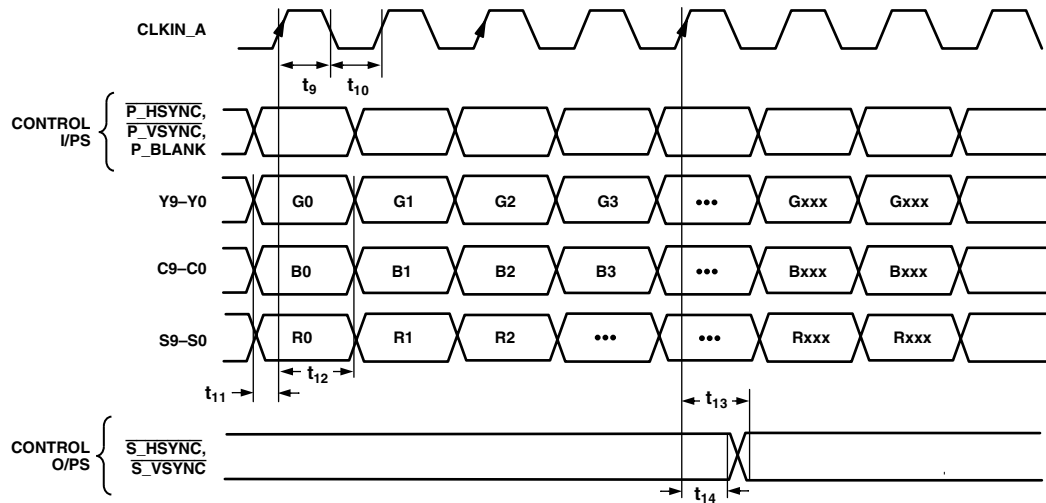 CLKIN_A
t9 t10
CONTROL I/PS
P_HSYNC,
P_VSYNC,
P_BLANK
Y9–Y0 G0 G1 G2 G3 ••• Gxxx Gxxx
C9–C0 B0 B1 B2 B3 ••• Bxxx Bxxx
S9–S0 R0 R1 R2 ••• ••• Rxxx Rxxx
t12
t11
t13
CONTROL O/PS
S_HSYNC,
S_VSYNC
t14